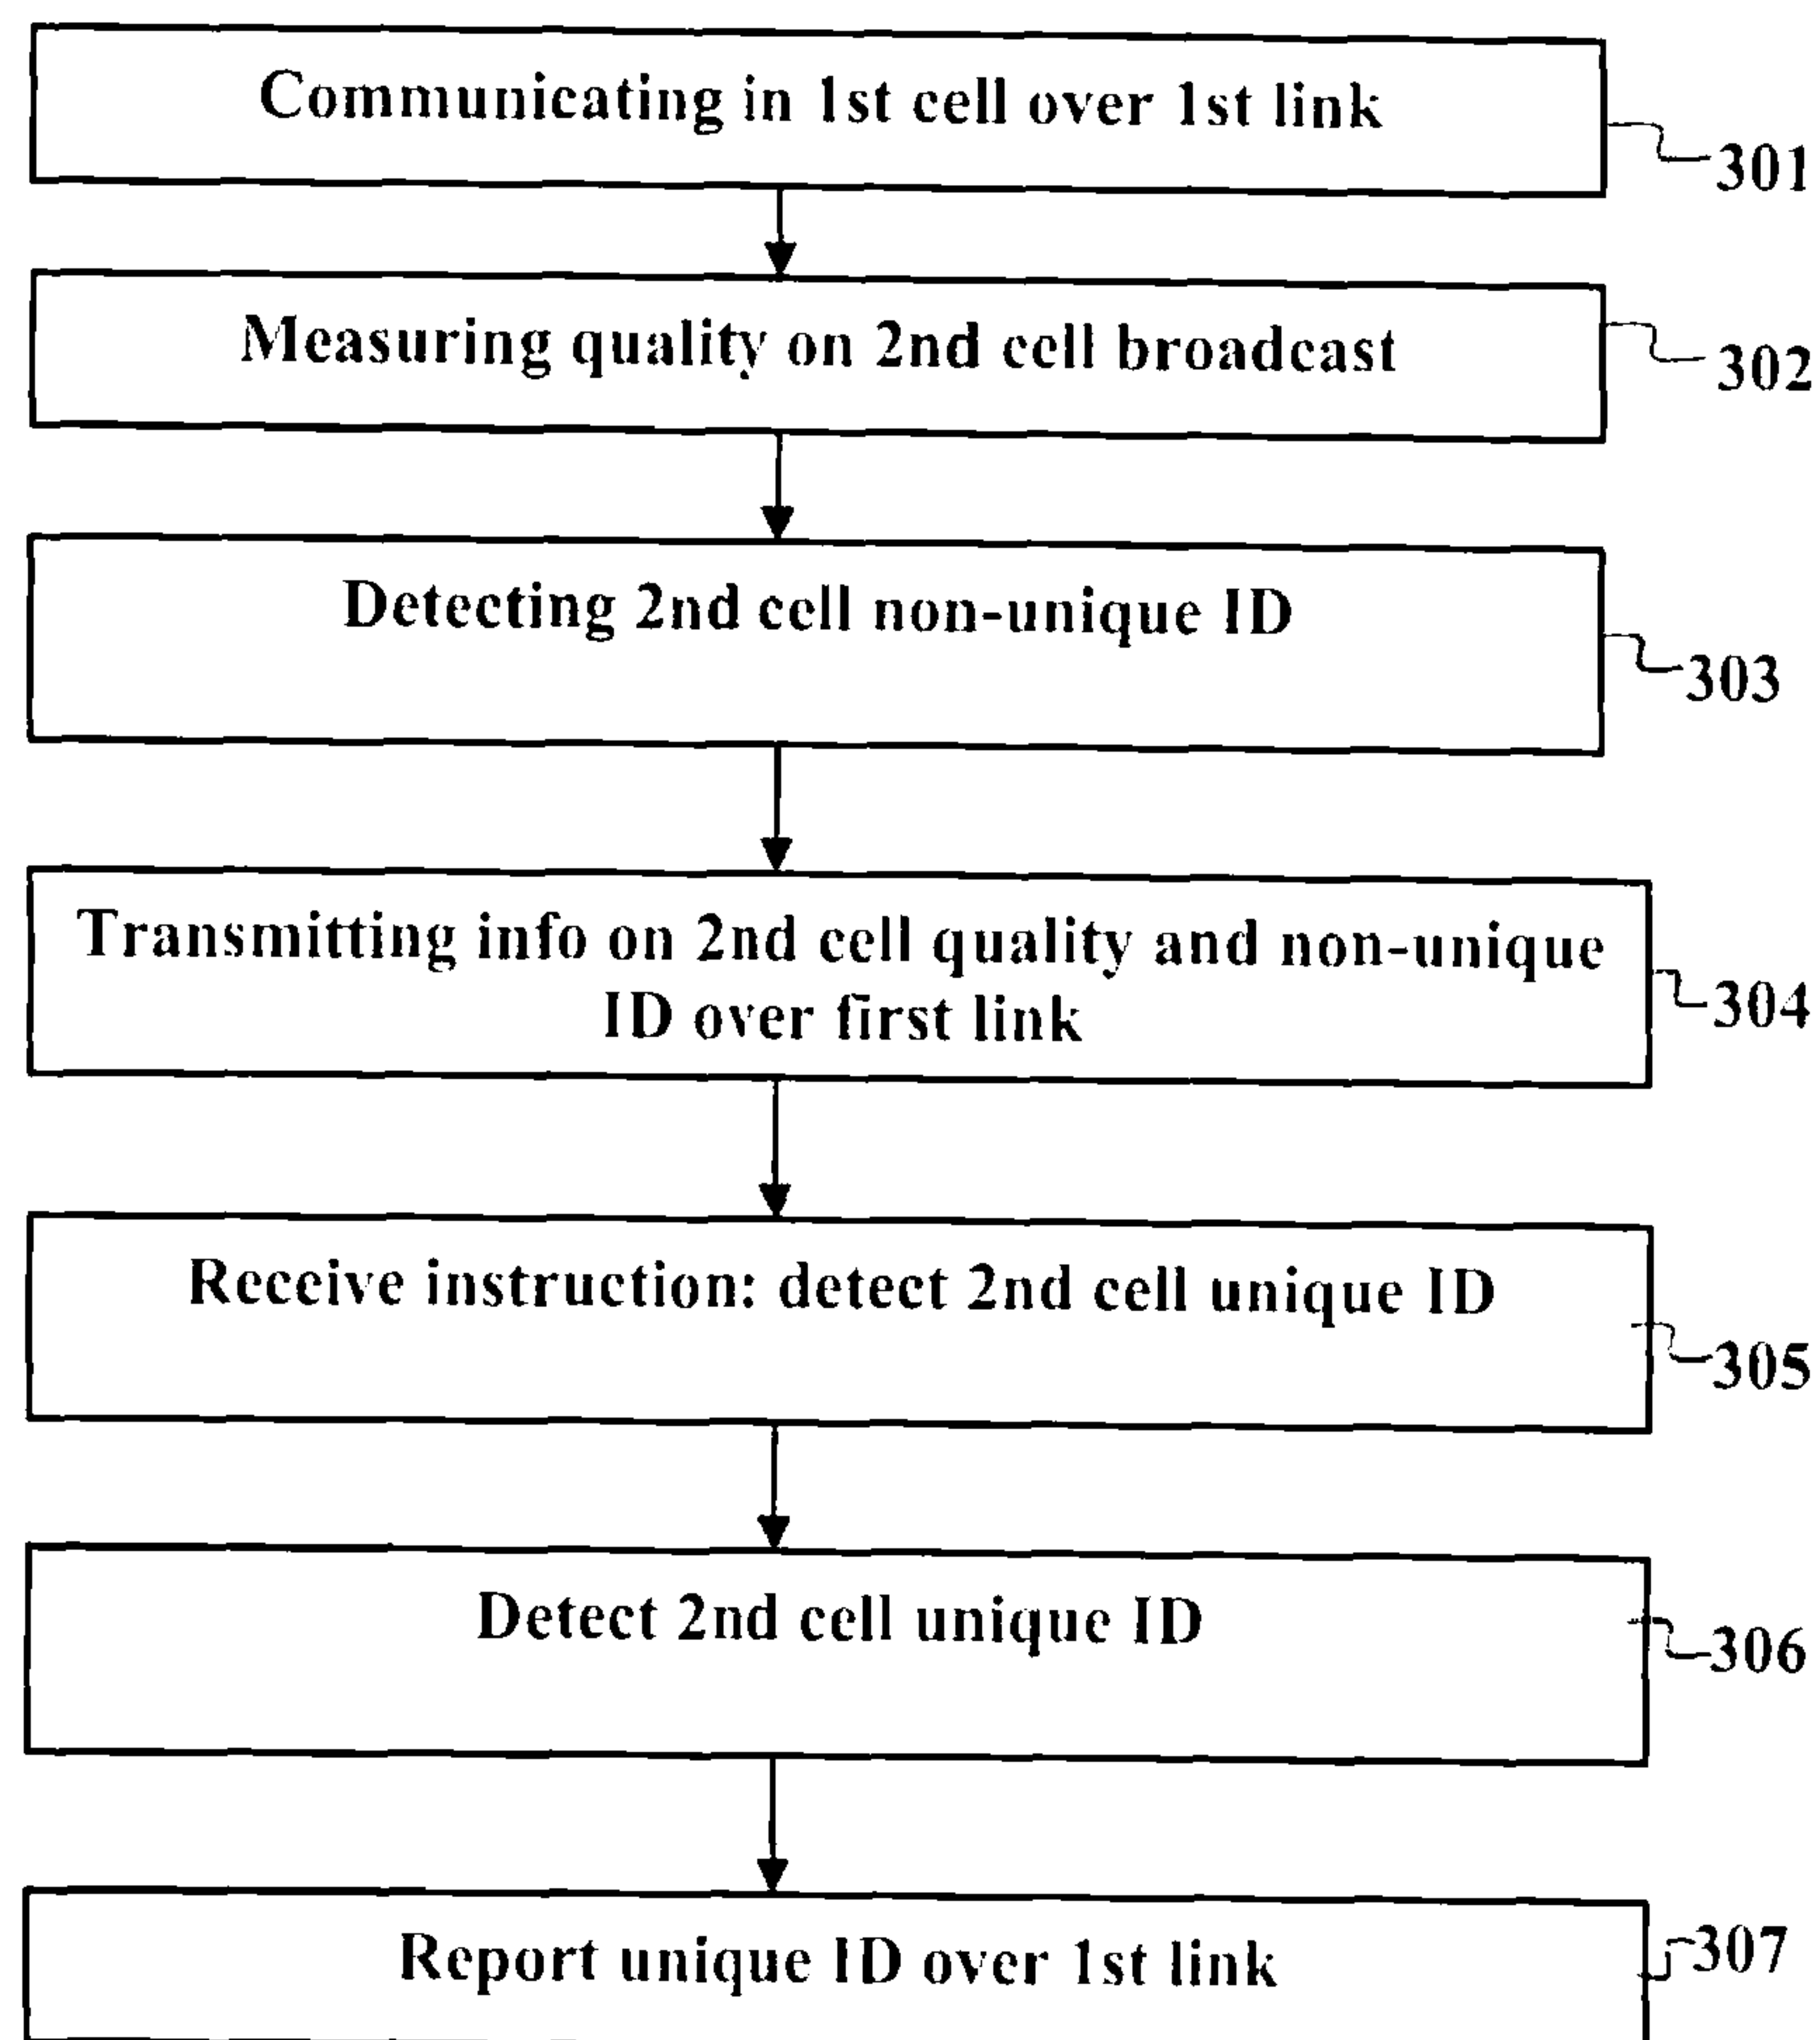 Communicating in 1st cell over 1st link
301
Measuring quality on 2nd cell broadcast
302
Detecting 2nd cell non-unique ID
303
Transmitting info on 2nd cell quality and non-unique
ID over first link
304
Receive instruction: detect 2nd cell unique ID
305
Detect 2nd cell unique ID
306
Report unique ID over 1st link
307